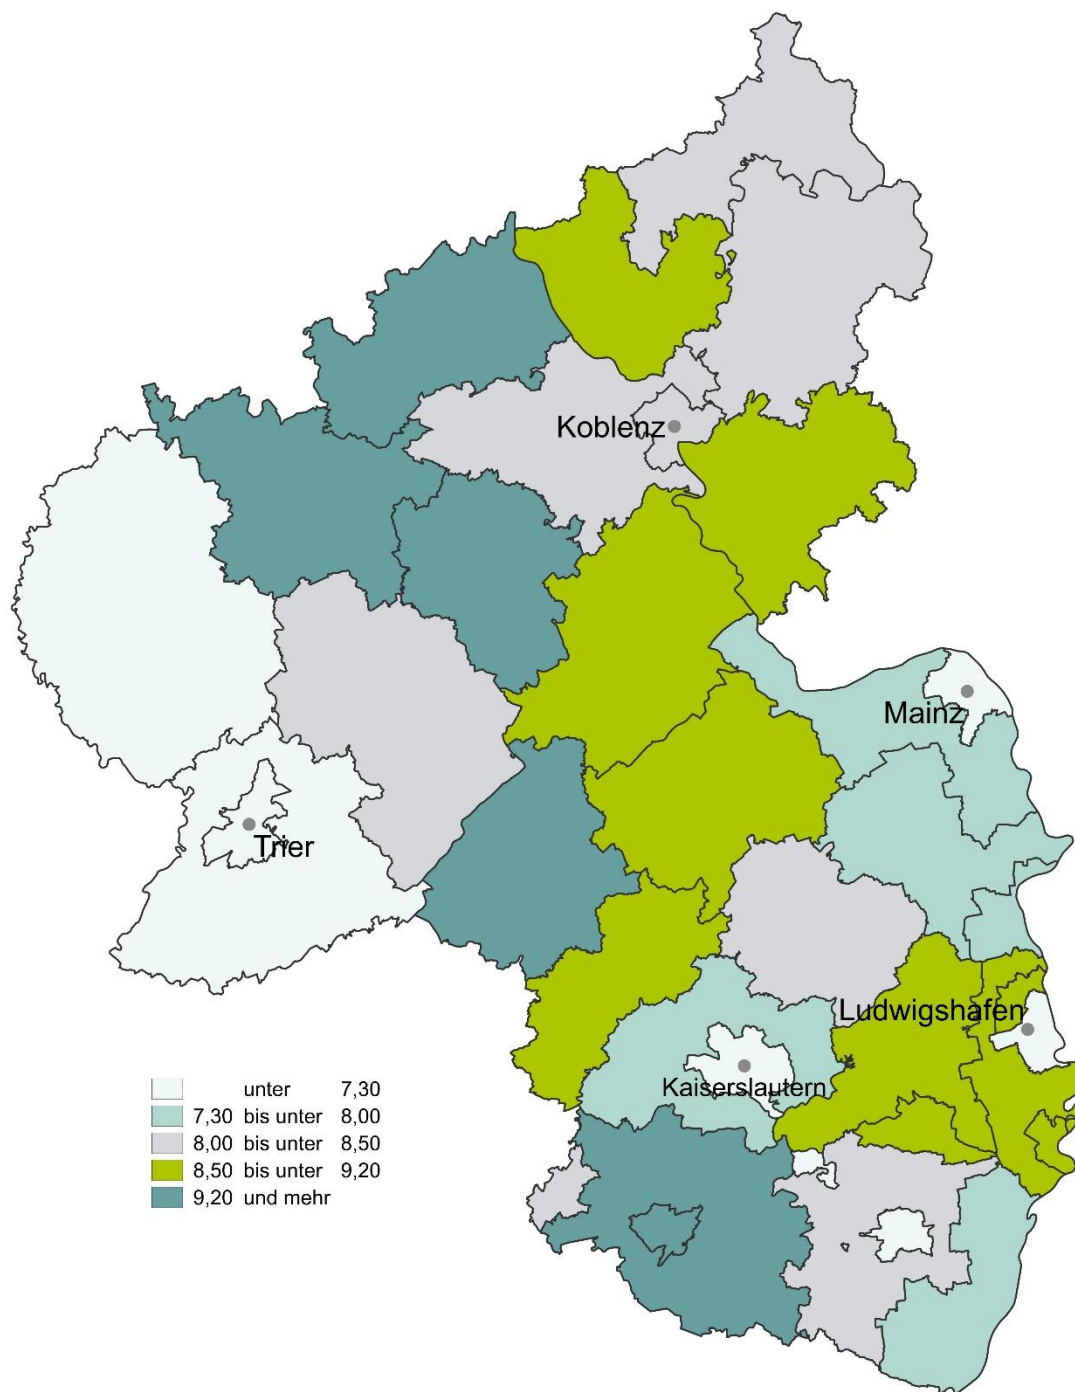 Koblenz
Mainz
Trier
Ludwigshafen
Kaiserslautern
unter 7,30
7,30 bis unter 8,00
8,00 bis unter 8,50
8,50 bis unter 9,20
9,20 und mehr